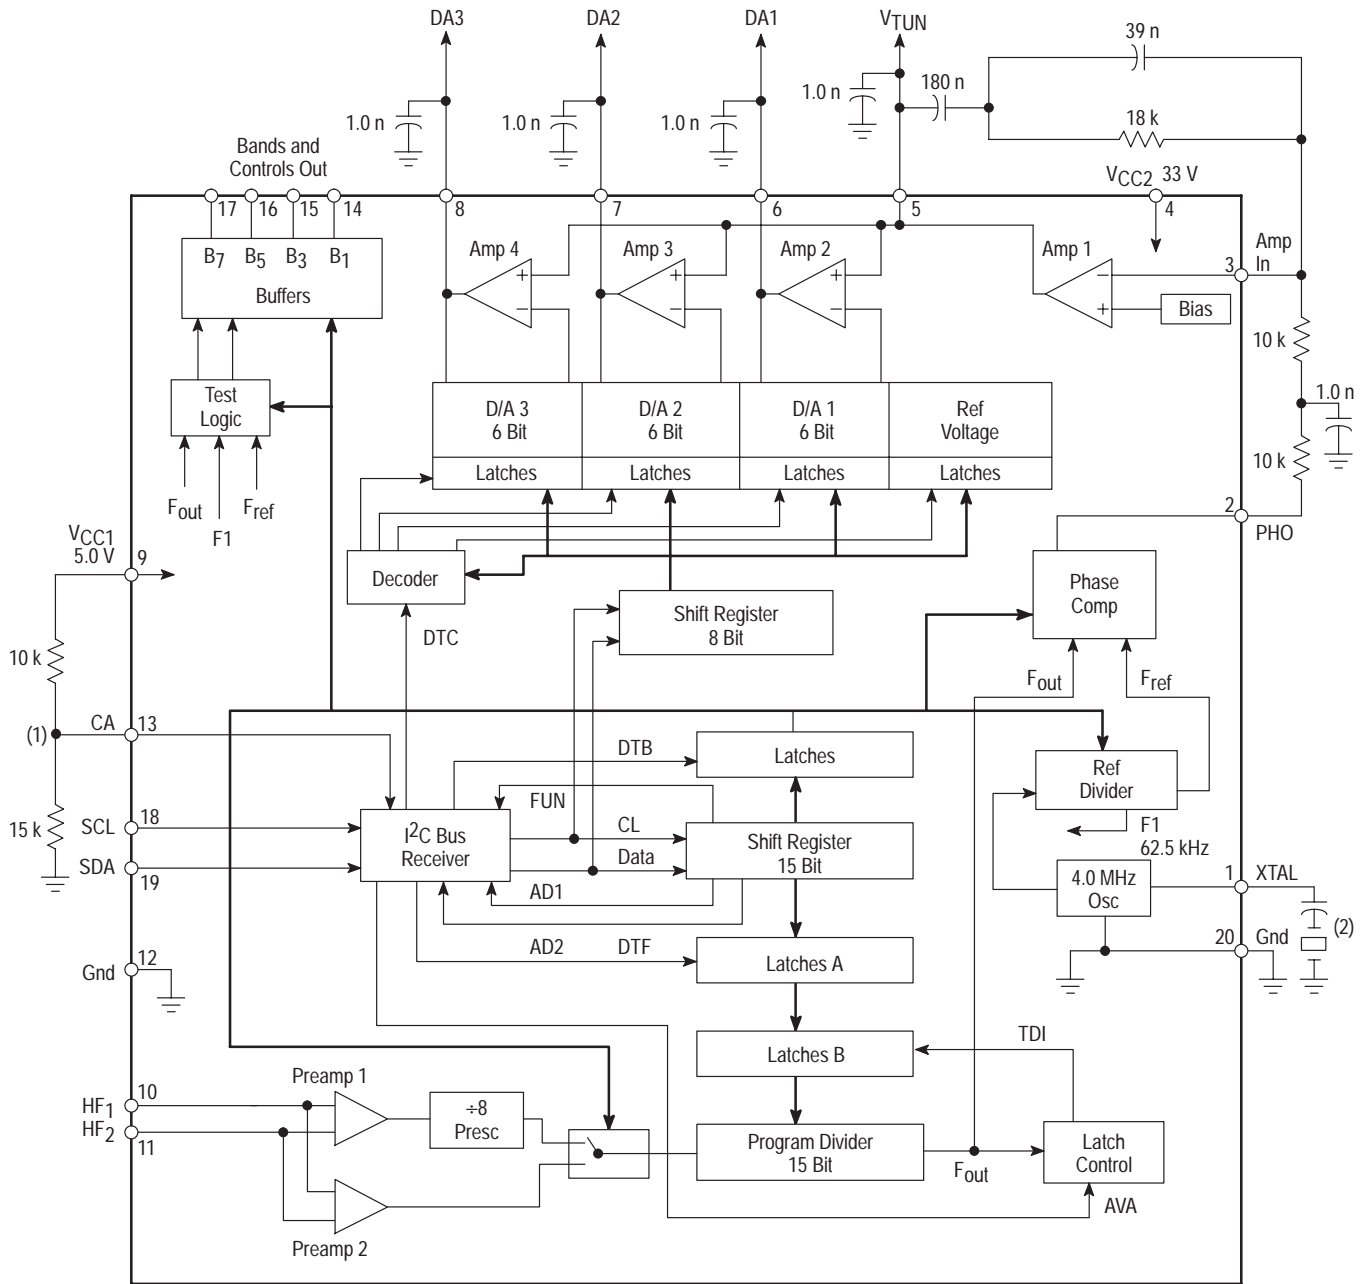 DA3
DA2
DA1
VTUN
39 n
1.0 n
180 n
1.0 n
1.0 n
1.0 n
18 k
Bands and
Controls Out
VCC2 33 V
17
16
15
14
8
7
6
5
4
B7
B5
B3
B1
Buffers
Amp 4
Amp 3
Amp 2
Amp 1
Amp
In
3
+
−
+
−
+
−
−
+
Bias
10 k
1.0 n
10 k
Test
Logic
D/A 3
6 Bit
D/A 2
6 Bit
D/A 1
6 Bit
Ref
Voltage
Latches
Latches
Latches
Latches
Fout
F1
Fref
2
PHO
VCC1
5.0 V
9
Decoder
Phase
Comp
Shift Register
8 Bit
DTC
10 k
Fout
Fref
CA
13
(1)
DTB
Latches
Ref
Divider
FUN
15 k
SCL
18
I2C Bus
Receiver
CL
Shift Register
15 Bit
F1
62.5 kHz
SDA
19
Data
AD1
4.0 MHz
Osc
1
XTAL
(2)
20
Gnd
AD2
DTF
Latches A
Gnd
12
TDI
Latches B
Preamp 1
HF1
10
HF2
11
÷8
Presc
Program Divider
15 Bit
Fout
Latch
Control
AVA
Preamp 2